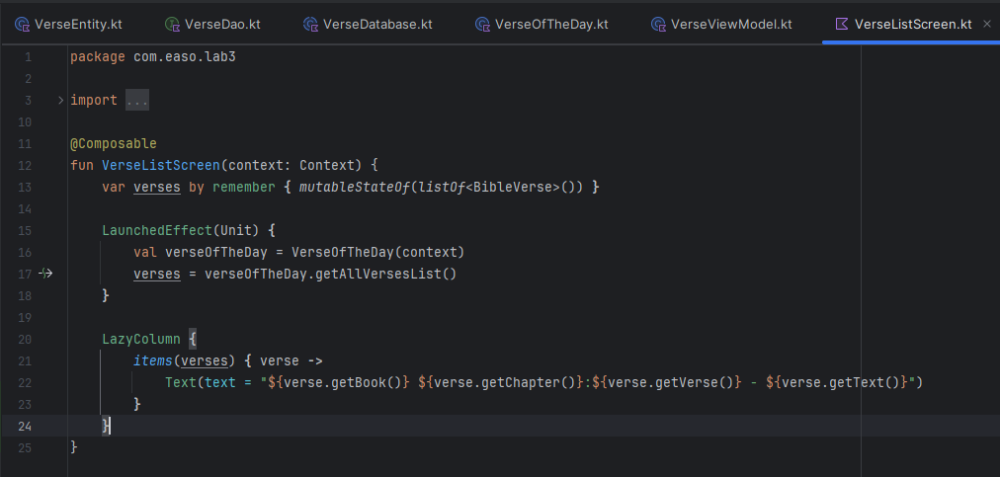 VerseEntity.kt VerseDao.kt VerseDatabase.kt VerseOfTheDay.kt VerseViewModel.kt VerseListScreen.kt
1 package com.easo.lab3
2
3 import ...
10
11 @Composable
12 fun VerseListScreen(context: Context) {
13 var verses by remember { mutableStateOf(listOf<BibleVerse>()) }
14
15 LaunchedEffect(Unit) {
16 val verseOfTheDay = VerseOfTheDay(context)
17 verses = verseOfTheDay.getAllVersesList()
18 }
19
20 LazyColumn {
21 items(verses) { verse ->
22 Text(text = "${verse.getBook()} ${verse.getChapter()}:${verse.getVerse()} - ${verse.getText()}")
23 }
24 }
25 }